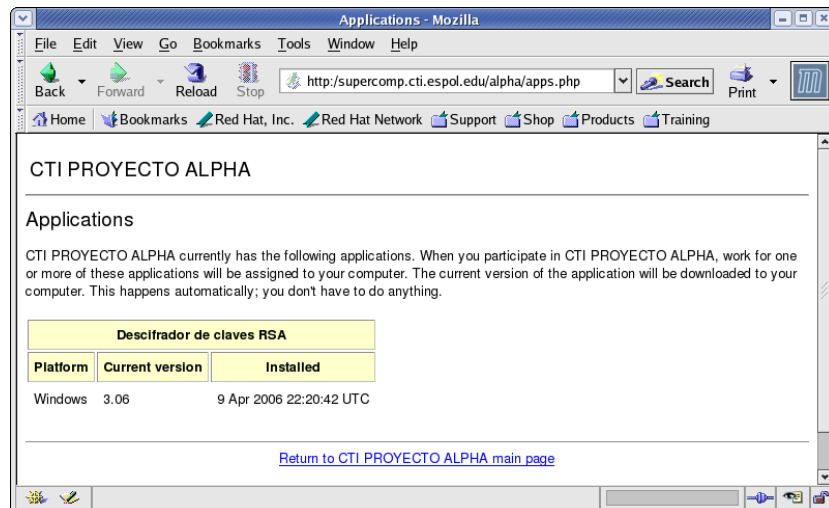 Applications - Mozilla
File Edit View Go Bookmarks Tools Window Help
Back Forward Reload Stop http:/supercomp.cti.espol.edu/alpha/apps.php Search Print
Home Bookmarks Red Hat, Inc. Red Hat Network Support Shop Products Training
CTI PROYECTO ALPHA
Applications
CTI PROYECTO ALPHA currently has the following applications. When you participate in CTI PROYECTO ALPHA, work for one
or more of these applications will be assigned to your computer. The current version of the application will be downloaded to your
computer. This happens automatically; you don't have to do anything.
Descifrador de claves RSA
Platform Current version Installed
Windows 3.06 9 Apr 2006 22:20:42 UTC
Return to CTI PROYECTO ALPHA main page